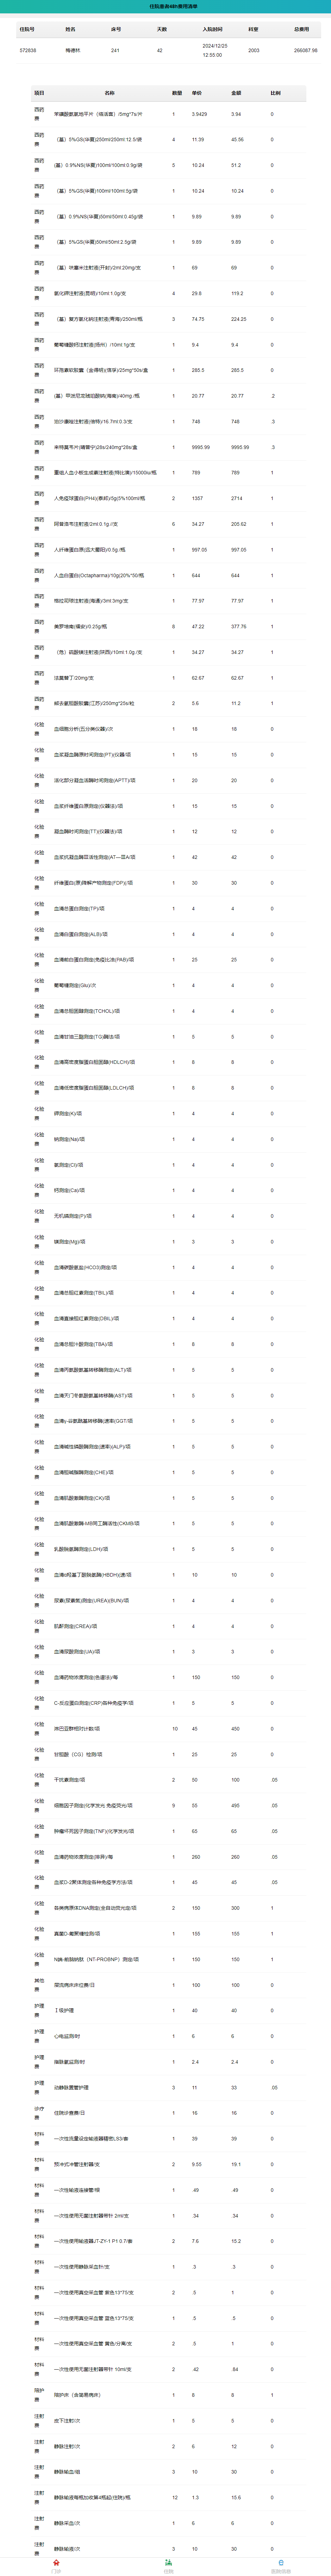 住院患者48h费用清单
住院号 姓名 床号 天数 入院时间 科室 总费用
572838 梅德林 241 42 2024/12/25 12:55:00 2003 266087.98
项目 名称 数量 单价 金额 比例
西药费 苯磺酸氨氯地平片（络活喜）/5mg*7s/片 1 3.9429 3.94 0
西药费 （基）5%GS(华夏)250ml/250ml:12.5/袋 4 11.39 45.56 0
西药费 (基）0.9%NS(华夏)100ml/100ml:0.9g/袋 5 10.24 51.2 0
西药费 （基）5%GS(华夏)100ml/100ml:5g/袋 1 10.24 10.24 0
西药费 （基）0.9%NS(华夏)50ml/50ml:0.45g/袋 1 9.89 9.89 0
西药费 （基）5%GS(华夏)50ml/50ml:2.5g/袋 1 9.89 9.89 0
西药费 （基）呋塞米注射液(开封)/2ml:20mg/支 1 69 69 0
西药费 氯化钾注射液(昆明)/10ml:1.0g/支 4 29.8 119.2 0
西药费 （基）复方氯化钠注射液(青海)/250ml/瓶 3 74.75 224.25 0
西药费 葡萄糖酸钙注射液(扬州）/10ml:1g/支 1 9.4 9.4 0
西药费 环孢素软胶囊（金得明)(信孚)/25mg*50s/盒 1 285.5 285.5 0
西药费 (基）甲泼尼龙琥珀酸钠(海南)/40mg /瓶 1 20.77 20.77 .2
西药费 泊沙康唑注射液(倍特)/16.7ml:0.3/支 1 748 748 .3
西药费 来特莫韦片(普蕾宁)28s/240mg*28s/盒 1 9995.99 9995.99 .3
西药费 重组人血小板生成素注射液(特比澳)/15000iu/瓶 1 789 789 1
西药费 人免疫球蛋白(PH4)(泰邦)/5g(5%100ml/瓶 2 1357 2714 1
西药费 阿昔洛韦注射液/2ml:0.1g //支 6 34.27 205.62 1
西药费 人纤维蛋白原(远大蜀阳)/0.5g /瓶 1 997.05 997.05 1
西药费 人血白蛋白(Octapharma)/10g(20%*50/瓶 1 644 644 1
西药费 格拉司琼注射液(海通)/3ml:3mg/支 1 77.97 77.97 1
西药费 美罗培南(福安)/0.25g/瓶 8 47.22 377.76 1
西药费 （危）硫酸镁注射液(陕西)/10ml:1.0g /支 1 34.27 34.27 1
西药费 法莫替丁/20mg/支 1 62.67 62.67 1
西药费 熊去氧胆酸胶囊(江苏)/250mg*25s/粒 2 5.6 11.2 1
化验费 血细胞分析(五分类仪器)/次 1 18 18 0
化验费 血浆凝血酶原时间测定(PT)(仪器/项 1 15 15 0
化验费 活化部分凝血活酶时间测定(APTT)/项 1 20 20 0
化验费 血浆纤维蛋白原测定(仪器法)/项 1 15 15 0
化验费 凝血酶时间测定(TT)(仪器法)/项 1 12 12 0
化验费 血浆抗凝血酶Ⅲ活性测定(AT—ⅢA/项 1 42 42 0
化验费 纤维蛋白(原)降解产物测定(FDP)(/项 1 30 30 0
化验费 血清总蛋白测定(TP)/项 1 4 4 0
化验费 血清白蛋白测定(ALB)/项 1 4 4 0
化验费 血清前白蛋白测定(免疫比浊(PAB)/项 1 25 25 0
化验费 葡萄糖测定(Glu)/次 1 4 4 0
化验费 血清总胆固醇测定(TCHOL)/项 1 4 4 0
化验费 血清甘油三脂测定(TG)酶法/项 1 5 5 0
化验费 血清高密度脂蛋白胆固醇(HDLCH)/项 1 8 8 0
化验费 血清低密度脂蛋白胆固醇(LDLCH)/项 1 8 8 0
化验费 钾测定(K)/项 1 4 4 0
化验费 钠测定(Na)/项 1 4 4 0
化验费 氯测定(Cl)/项 1 4 4 0
化验费 钙测定(Ca)/项 1 4 4 0
化验费 无机磷测定(P)/项 1 4 4 0
化验费 镁测定(Mg)/项 1 3 3 0
化验费 血清碳酸氢盐(HCO3)测定/项 1 4 4 0
化验费 血清总胆红素测定(TBIL)/项 1 4 4 0
化验费 血清直接胆红素测定(DBIL)/项 1 4 4 0
化验费 血清总胆汁酸测定(TBA)/项 1 8 8 0
化验费 血清丙氨酸氨基转移酶测定(ALT)/项 1 5 5 0
化验费 血清天门冬氨酸氨基转移酶(AST)/项 1 5 5 0
化验费 血清γ-谷氨酰基转移酶(速率(GGT/项 1 5 5 0
化验费 血清碱性磷酸酶测定(速率)(ALP)/项 1 5 5 0
化验费 血清胆碱酯酶测定(CHE)/项 1 5 5 0
化验费 血清肌酸激酶测定(CK)/项 1 5 5 0
化验费 血清肌酸激酶-MB同工酶活性(CKMB/项 1 5 5 0
化验费 乳酸脱氢酶测定(LDH)/项 1 5 5 0
化验费 血清α羟基丁酸脱氢酶(HBDH)(速/项 1 10 10 0
化验费 尿素(尿素氮)测定(UREA)(BUN)/项 1 4 4 0
化验费 肌酐测定(CREA)/项 1 4 4 0
化验费 血清尿酸测定(UA)/项 1 3 3 0
化验费 血清药物浓度测定(色谱法)/每 1 150 150 0
化验费 C-反应蛋白测定(CRP)各种免疫学/项 1 5 5 0
化验费 淋巴亚群相对计数/项 10 45 450 0
化验费 甘胆酸（CG）检测/项 1 25 25 0
化验费 干扰素测定/项 2 50 100 .05
化验费 细胞因子测定(化学发光 免疫荧光/项 9 55 495 .05
化验费 肿瘤坏死因子测定(TNF)(化学发光/项 1 65 65 .05
化验费 血清药物浓度测定(除异)/每 1 260 260 .05
化验费 血浆D-2聚体测定各种免疫学方法/项 1 45 45 .05
化验费 各类病原体DNA测定(全自动荧光定/项 2 150 300 1
化验费 真菌D-葡聚糖检测/项 1 155 155 1
化验费 N端-前脑钠肽（NT-PROBNP）测定/项 1 150 150 1
其他费 层流病床床位费/日 1 100 100 0
护理费 Ⅰ级护理 1 40 40 0
护理费 心电监测/时 1 6 6 0
护理费 指脉氧监测/时 1 2.4 2.4 0
护理费 动静脉置管护理 3 11 33 .05
诊疗费 住院诊查费/日 1 16 16 0
材料费 一次性流量设定输液器精密LS3/套 1 39 39 0
材料费 预冲式冲管注射器/支 2 9.55 19.1 0
材料费 一次性输液连接管/根 1 .49 .49 0
材料费 一次性使用无菌注射器带针 2ml/支 1 .34 .34 0
材料费 一次性使用输液器JT-ZY-1 P1 0.7/套 2 7.6 15.2 0
材料费 一次性使用静脉采血针/支 1 .3 .3 0
材料费 一次性使用真空采血管 紫色13*75/支 2 .5 1 0
材料费 一次性使用真空采血管 蓝色13*75/支 1 .5 .5 0
材料费 一次性使用真空采血管 黄色/分离/支 2 .5 1 0
材料费 一次性使用无菌注射器带针 10ml/支 2 .42 .84 0
陪护费 陪护床（含简易病床） 1 8 8 1
注射费 皮下注射/次 1 5 5 0
注射费 静脉注射/次 2 6 12 0
注射费 静脉输血/组 3 10 30 0
注射费 静脉输液每瓶加收第4瓶起(住院)/瓶 12 1.3 15.6 0
注射费 静脉采血/次 1 6 6 0
注射费 静脉输液/次 3 10 30 0
门诊 住院